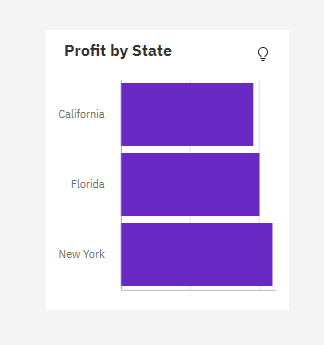 Profit by State
California
Florida
New York